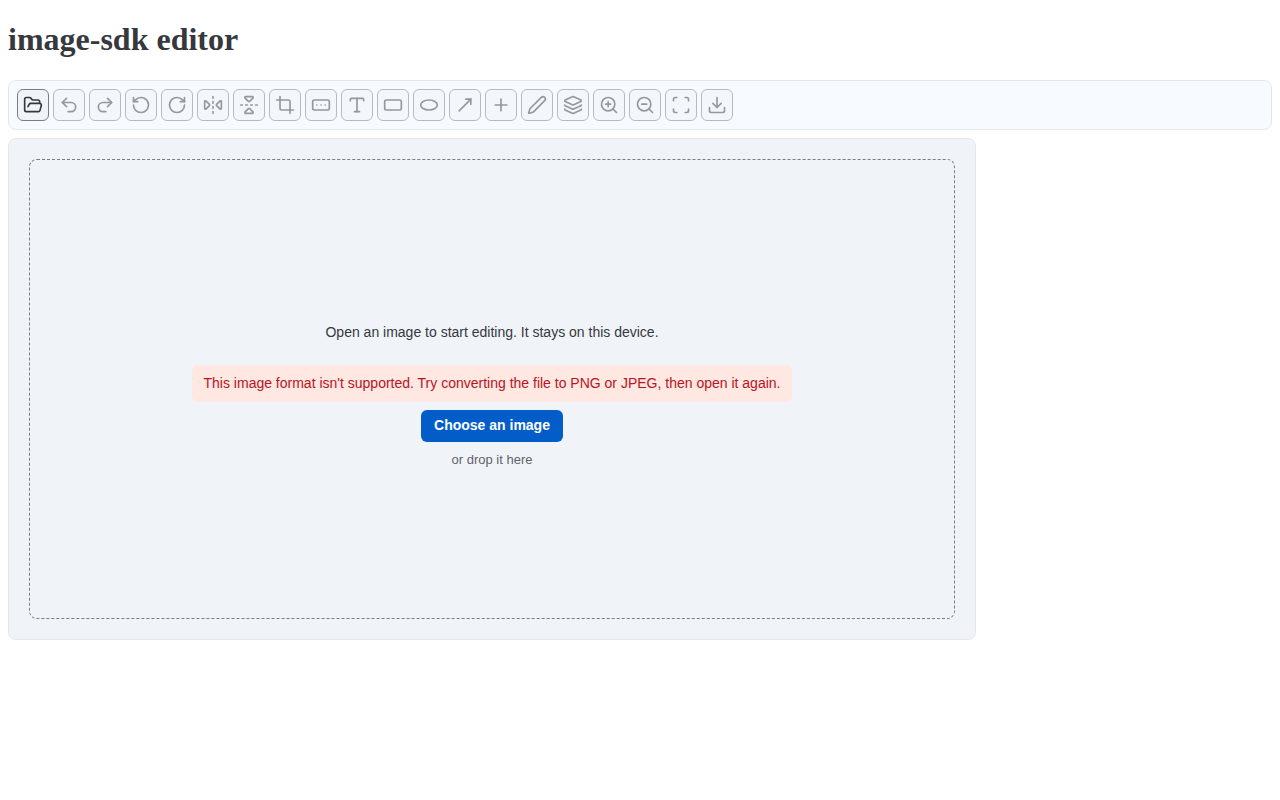 image-sdk editor
Open an image to start editing. It stays on this device.
This image format isn't supported. Try converting the file to PNG or JPEG, then open it again.
Choose an image
or drop it here